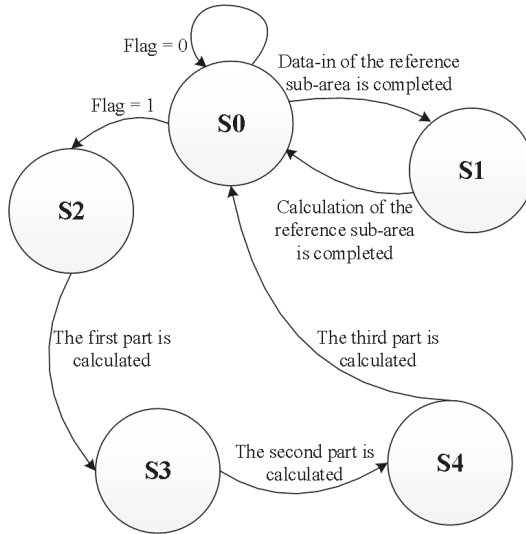 Flag = 0
Data-in of the reference
sub-area is completed
Flag = 1
S0
S1
S2
Calculation of the
reference sub-area
is completed
The first part is
calculated
The third part is
calculated
S3
The second part is
calculated
S4